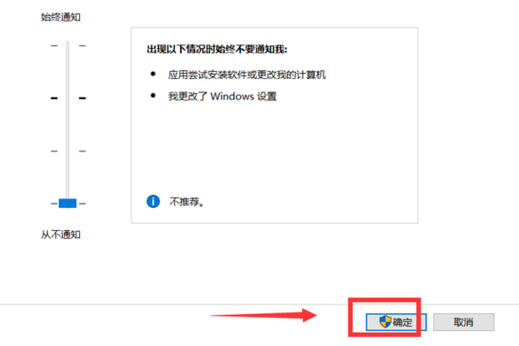 始终通知
出现以下情况时始终不要通知我:
● 应用尝试安装软件或更改我的计算机
● 我更改了 Windows 设置
不推荐。
从不通知
确定
取消